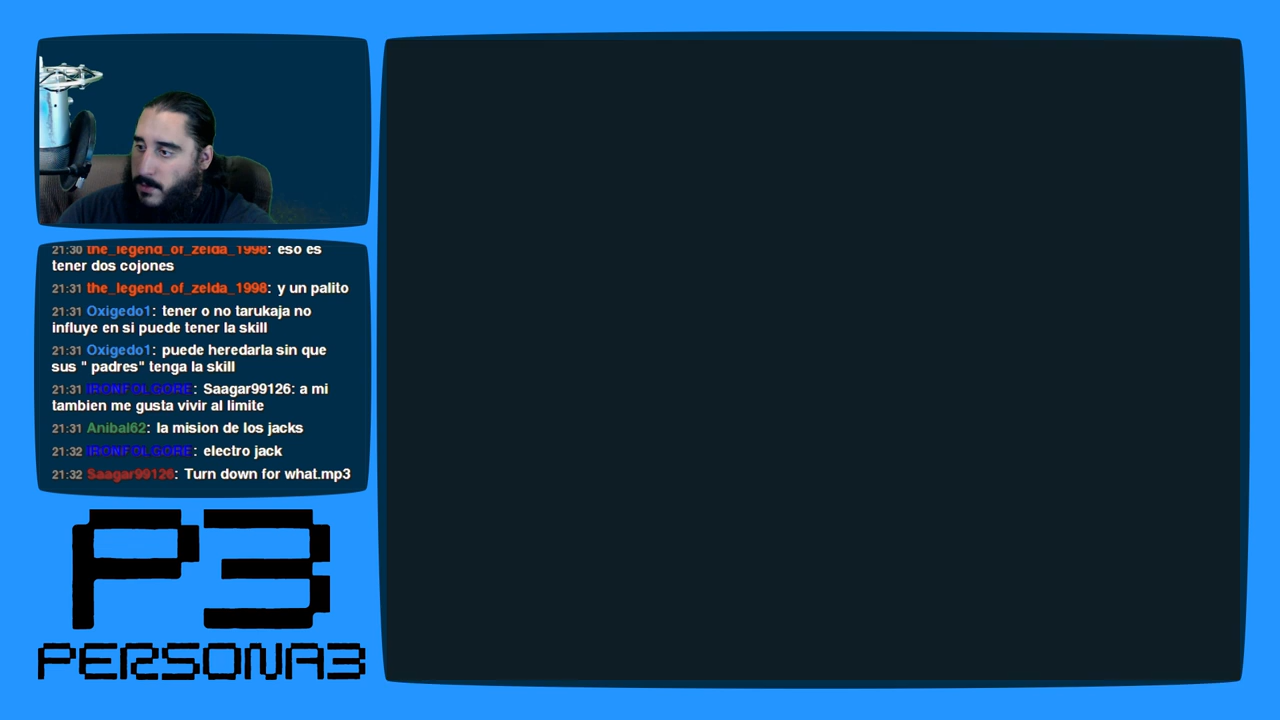 21:30 the_legend_of_zelda_1998: eso es
tener dos cojones
21:31 the_legend_of_zelda_1998: y un palito
21:31 Oxigedo1: tener o no tarukaja no
influye en si puede tener la skill
21:31 Oxigedo1: puede heredarla sin que
sus " padres" tenga la skill
21:31 IRONFOLGORE: Saagar99126: a mi
tambien me gusta vivir al limite
21:31 Anibal62: la mision de los jacks
21:32 IRONFOLGORE: electro jack
21:32 Saagar99126: Turn down for what.mp3
P3
PERSONA3